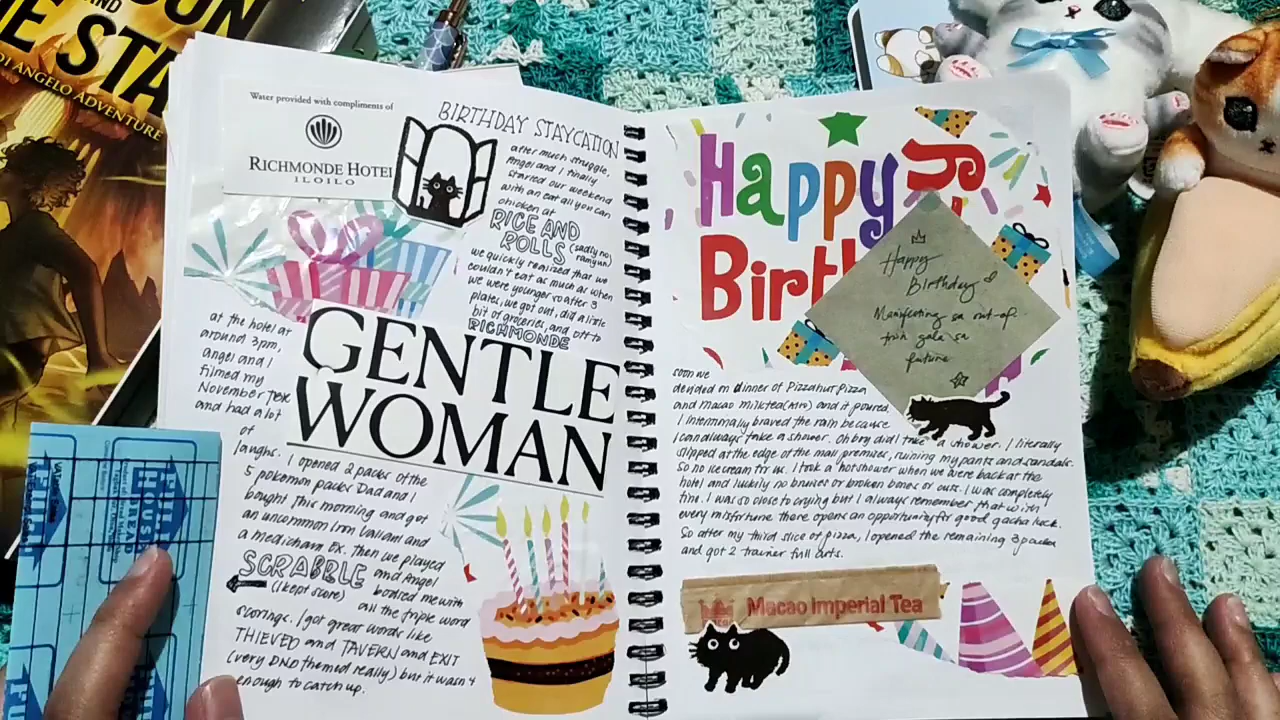 AND
THE STA
DI ANGELO ADVENTURE
Water provided with compliments of
RICHMONDE HOTEL
ILOILO
BIRTHDAY STAYCATION
after much struggle,
Angel and I finally
started our weekend
with an eat all you can
chicken at
RICE AND
ROLLS (sadly no
ramyun)
we quickly realized that we
couldn't eat as much as when
we were younger so after 3
plates, we got out, did a little
bit of groceries, and off to
RICHMONDE
at the hotel at
around 3pm,
angel and I
filmed my
November
and had a lot
of
laughs. I opened 2 packs of the
5 pokemon packs Dad and I
bought this morning and got
an uncommon Iron Valiant and
a Medicham Ex. Then we played
SCRABBLE and Angel
(I kept score) bodied me with
all the triple word
scorings. I got great words like
THIEVED and TAVERN and EXIT
(very DND themed really) but it wasn't
enough to catch up.
GENTLE
WOMAN
Happy
Birth
Happy
Birthday
Manifesting sa out-of-
town gala sa
future
soon we
decided on dinner of Pizzahut pizza
and Macao milktea and it poured.
I intentionally braved the rain because
I can always take a shower. Oh boy did I take a shower. I literally
slipped at the edge of the mall premises, ruining my pants and sandals.
So no ice cream for us. I took a hot shower when we were back at the
hotel and luckily no bruises or broken bones or cuts. I was completely
fine. I was so close to crying but I always remember that with
every misfortune there opens an opportunity for good gacha luck.
So after my third slice of pizza, I opened the remaining 3 packs
and got 2 trainer full arts.
Macao Imperial Tea